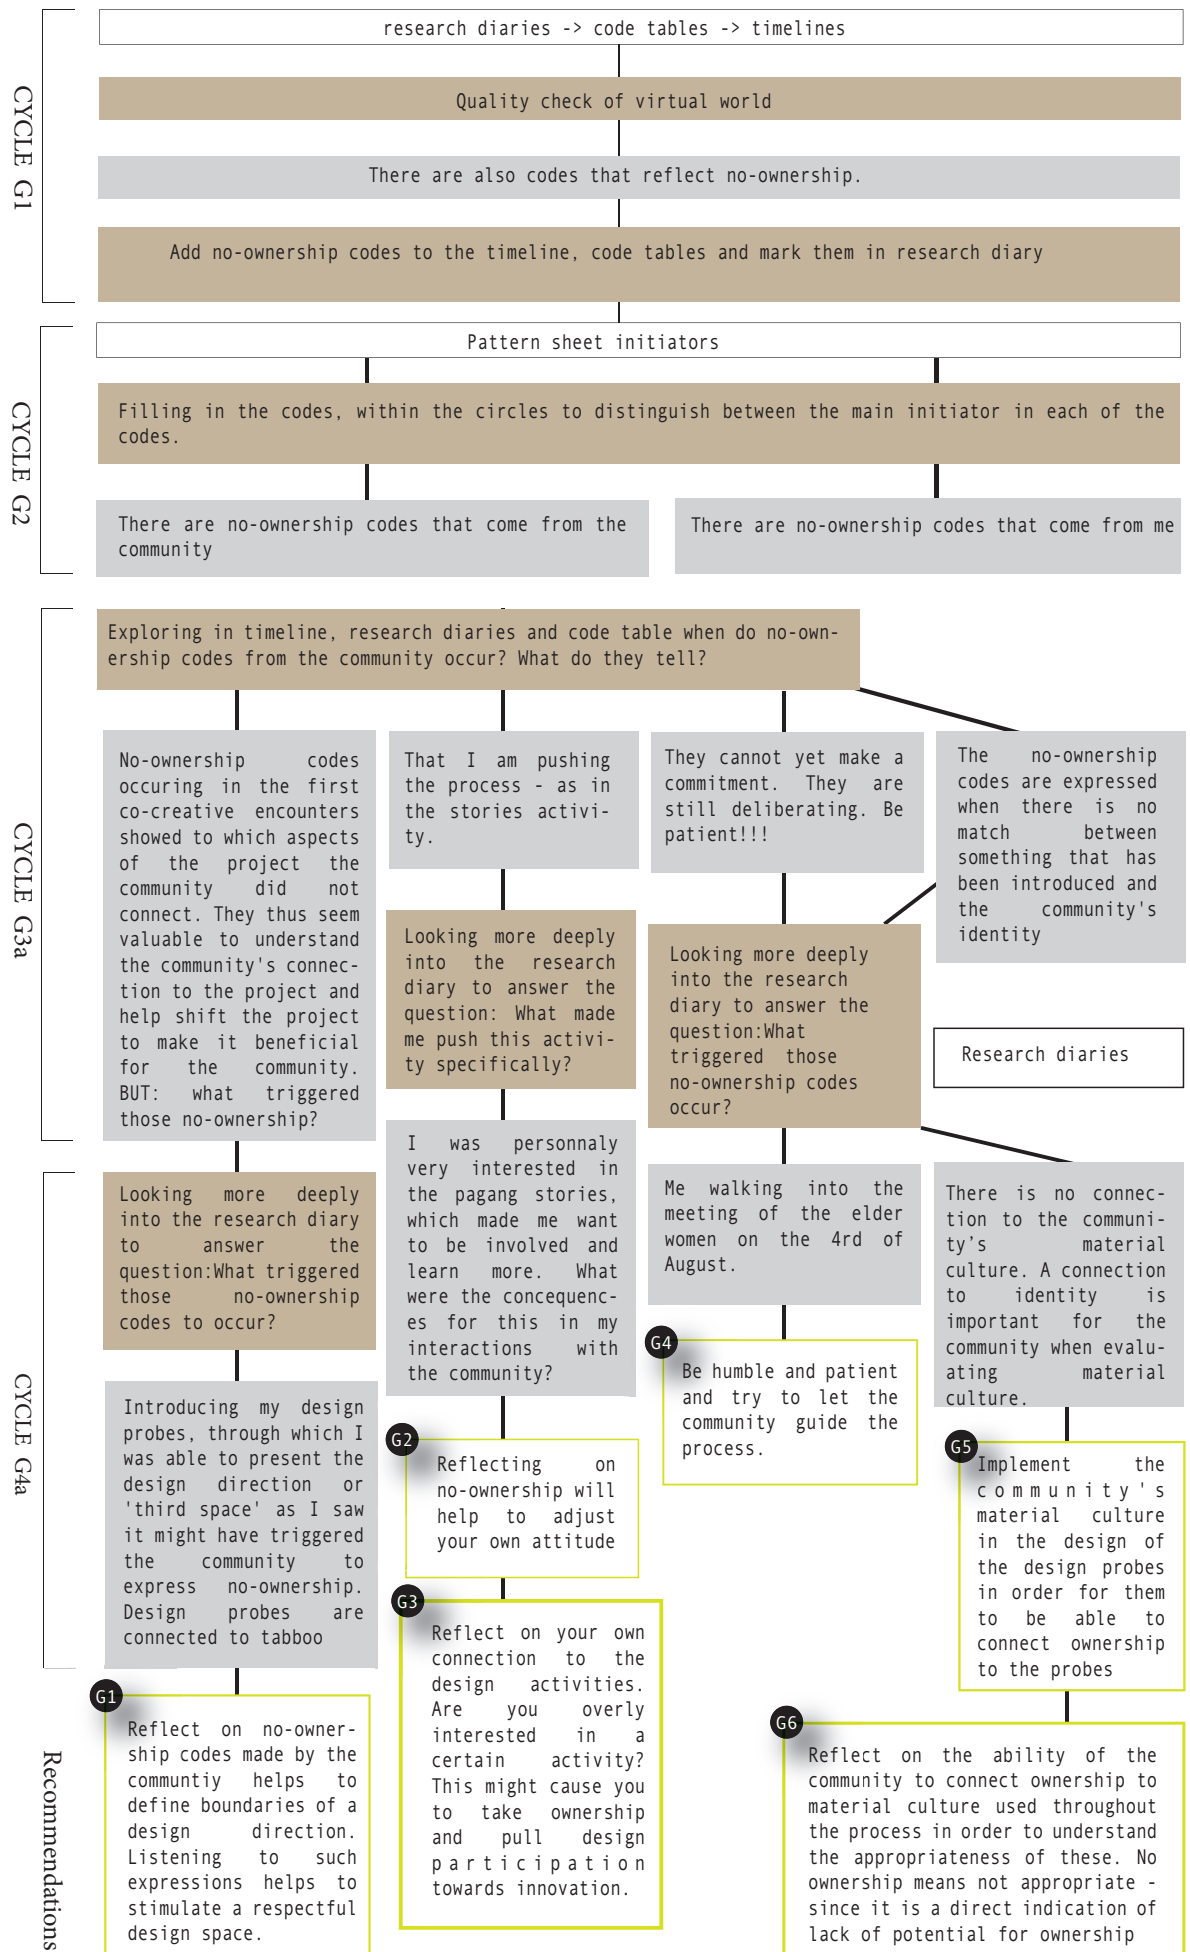 CYCLE G1
research diaries -> code tables -> timelines
Quality check of virtual world
There are also codes that reflect no-ownership.
Add no-ownership codes to the timeline, code tables and mark them in research diary
CYCLE G2
Pattern sheet initiators
Filling in the codes, within the circles to distinguish between the main initiator in each of the
codes.
There are no-ownership codes that come from the
community
There are no-ownership codes that come from me
CYCLE G3a
Exploring in timeline, research diaries and code table when do no-own-
ership codes from the community occur? What do they tell?
No-ownership codes
occuring in the first
co-creative encounters
showed to which aspects
of the project the
community did not
connect. They thus seem
valuable to understand
the community's connec-
tion to the project and
help shift the project
to make it beneficial
for the community.
BUT: what triggered
those no-ownership?
That I am pushing
the process - as in
the stories activi-
ty.
They cannot yet make a
commitment. They are
still deliberating. Be
patient!!!
The no-ownership
codes are expressed
when there is no
match between
something that has
been introduced and
the community's
identity
Looking more deeply
into the research
diary to answer the
question: What made
me push this activi-
ty specifically?
Looking more deeply
into the research
diary to answer the
question:What
triggered those
no-ownership codes
occur?
Research diaries
CYCLE G4a
Looking more deeply
into the research diary
to answer the
question:What triggered
those no-ownership
codes to occur?
I was personnaly
very interested in
the pagang stories,
which made me want
to be involved and
learn more. What
were the concequenc-
es for this in my
interactions with
the community?
Me walking into the
meeting of the elder
women on the 4rd of
August.
There is no connec-
tion to the communi-
ty’s material
culture. A connection
to identity is
important for the
community when evalu-
ating material
culture.
Introducing my design
probes, through which I
was able to present the
design direction or
'third space' as I saw
it might have triggered
the community to
express no-ownership.
Design probes are
connected to tabboo
G4
Be humble and patient
and try to let the
community guide the
process.
G2
Reflecting on
no-ownership will
help to adjust
your own attitude
G5
Implement the
community's
material culture
in the design of
the design probes
in order for them
to be able to
connect ownership
to the probes
Recommendations
G1
Reflect on no-owner-
ship codes made by the
communtiy helps to
define boundaries of a
design direction.
Listening to such
expressions helps to
stimulate a respectful
design space.
G3
Reflect on your own
connection to the
design activities.
Are you overly
interested in a
certain activity?
This might cause you
to take ownership
and pull design
participation
towards innovation.
G6
Reflect on the ability of the
community to connect ownership to
material culture used throughout
the process in order to understand
the appropriateness of these. No
ownership means not appropriate -
since it is a direct indication of
lack of potential for ownership